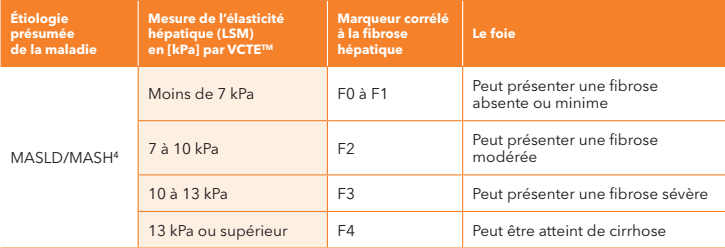 Étiologie
présumée
de la maladie
Mesure de l'élasticité
hépatique (LSM)
en [kPa] par VCTE™
Marqueur corrélé
à la fibrose
hépatique
Le foie
MASLD/MASH⁴
Moins de 7 kPa
F0 à F1
Peut présenter une fibrose
absente ou minime
7 à 10 kPa
F2
Peut présenter une fibrose
modérée
10 à 13 kPa
F3
Peut présenter une fibrose sévère
13 kPa ou supérieur
F4
Peut être atteint de cirrhose